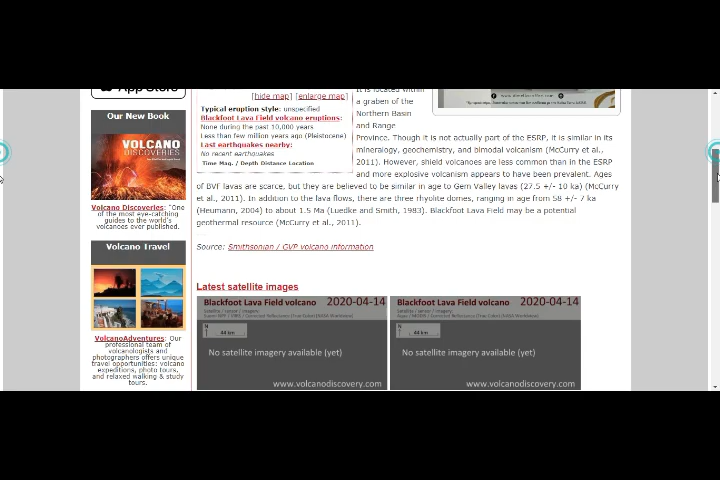 App Store
Our New Book
VOLCANO
DISCOVERIES
Volcano Discoveries: "One
of the most eye-catching
guides to the world's
volcanoes ever published.
Volcano Travel
VolcanoAdventures: Our
professional team of
volcanologists and
photographers offers unique
travel opportunities: volcano
expeditions, photo tours,
and relaxed walking & study
tours.
[hide map] [enlarge map]
Typical eruption style: unspecified
Blackfoot Lava Field volcano eruptions:
None during the past 10,000 years
Less than few million years ago (Pleistocene)
Last earthquakes nearby:
No recent earthquakes
Time Mag. / Depth Distance Location
It is located within
a graben of the
Northern Basin
and Range
Province. Though it is not actually part of the ESRP, it is similar in its
mineralogy, geochemistry, and bimodal volcanism (McCurry et al.,
2011). However, shield volcanoes are less common than in the ESRP
and more explosive volcanism appears to have been prevalent. Ages
of BVF lavas are scarce, but they are believed to be similar in age to Gem Valley lavas (27.5 +/- 10 ka) (McCurry
et al., 2011). In addition to the lava flows, there are three rhyolite domes, ranging in age from 58 +/- 7 ka
(Heumann, 2004) to about 1.5 Ma (Luedke and Smith, 1983). Blackfoot Lava Field may be a potential
geothermal resource (McCurry et al., 2011).
Source: Smithsonian / GVP volcano information
Latest satellite images
Blackfoot Lava Field volcano 2020-04-14
Satellite / sensor / imagery:
N
44 km
No satellite imagery available (yet)
www.volcanodiscovery.com
Blackfoot Lava Field volcano 2020-04-14
Satellite / sensor / imagery:
N
44 km
No satellite imagery available (yet)
www.volcanodiscovery.com